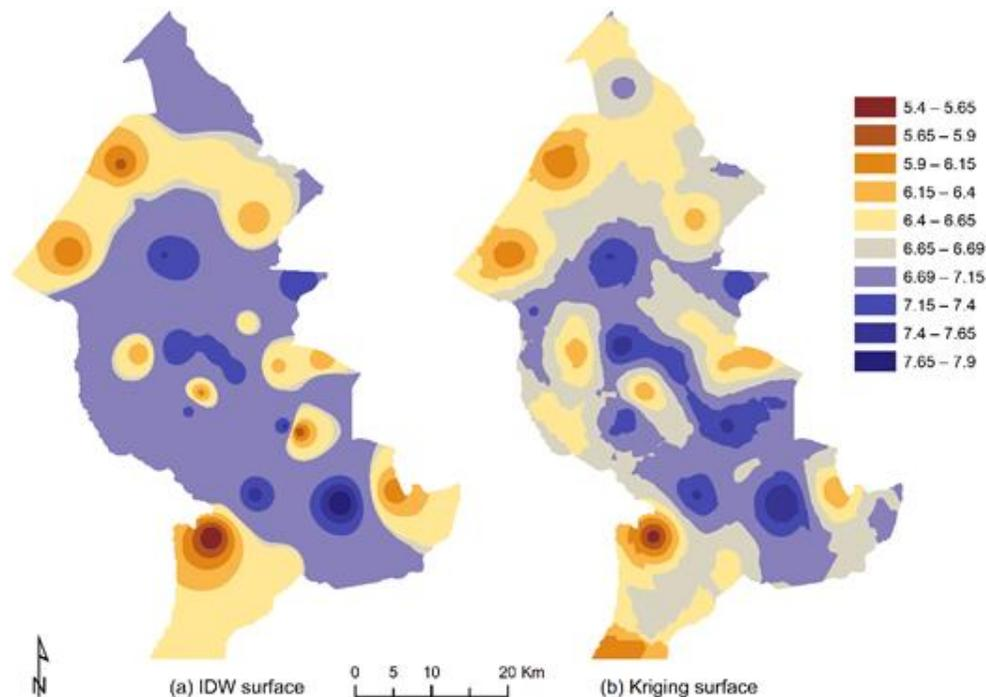 5.4 – 5.65
5.65 – 5.9
5.9 – 6.15
6.15 – 6.4
6.4 – 6.65
6.65 – 6.69
6.69 – 7.15
7.15 – 7.4
7.4 – 7.65
7.65 – 7.9
N
0 5 10 20 Km
(a) IDW surface
(b) Kriging surface